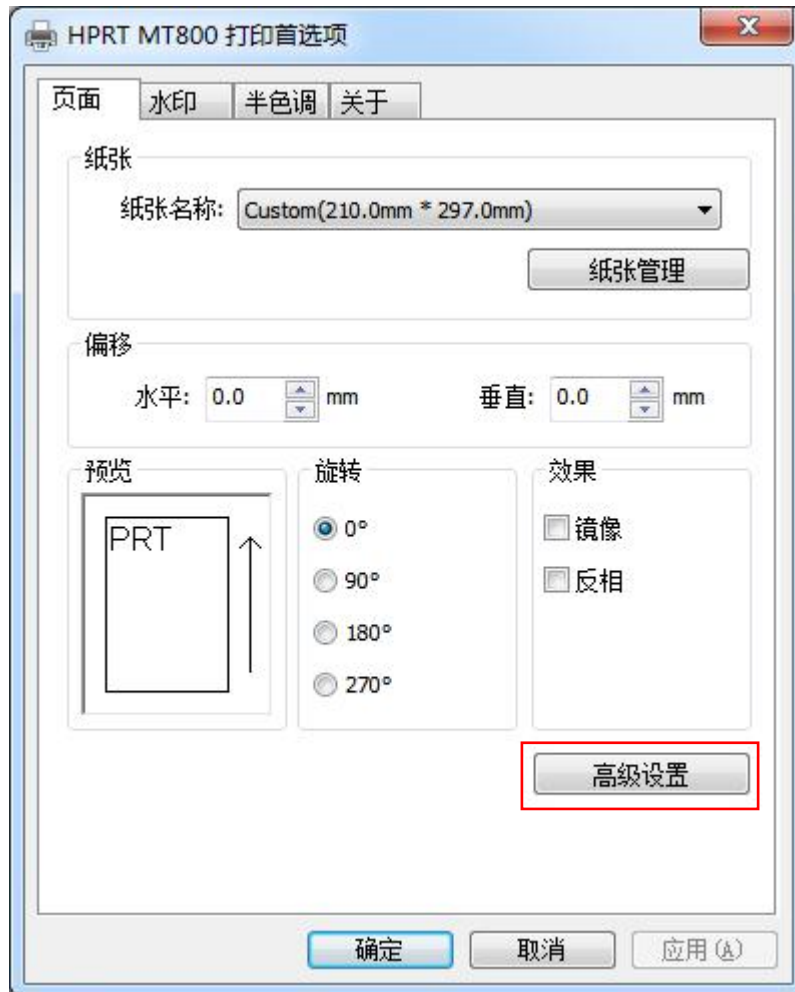 HPRT MT800 打印首选项
页面 水印 半色调 关于
纸张
纸张名称: Custom(210.0mm * 297.0mm)
纸张管理
偏移
水平: 0.0 mm 垂直: 0.0 mm
预览 旋转 效果
PRT 0° 镜像
90° 反相
180°
270°
高级设置
确定 取消 应用(A)